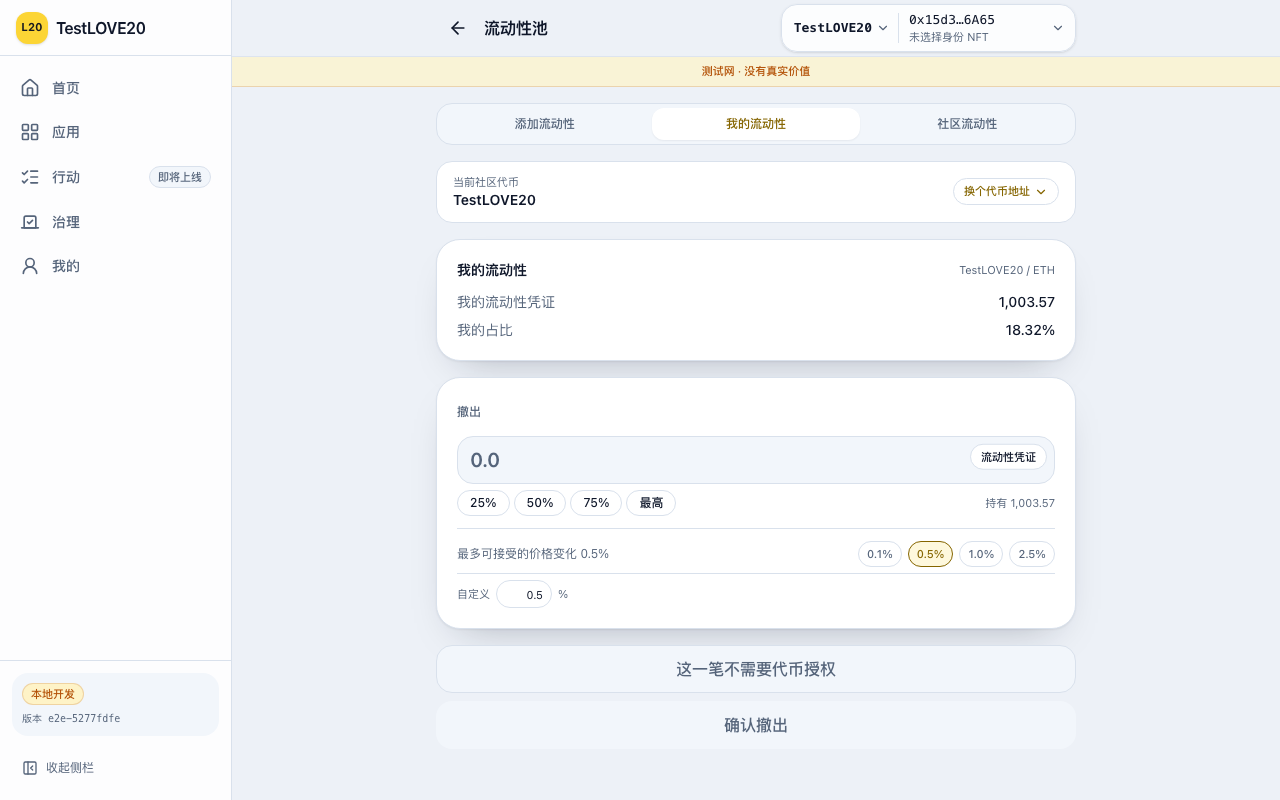 L20 TestLOVE20
首页
应用
行动 即将上线
治理
我的
本地开发
版本 e2e-5277fdfe
收起侧栏
流动性池
TestLOVE20
0x15d3…6A65
未选择身份 NFT
测试网 · 没有真实价值
添加流动性 我的流动性 社区流动性
当前社区代币
TestLOVE20
换个代币地址
我的流动性 TestLOVE20 / ETH
我的流动性凭证 1,003.57
我的占比 18.32%
撤出
0.0 流动性凭证
25% 50% 75% 最高 持有 1,003.57
最多可接受的价格变化 0.5% 0.1% 0.5% 1.0% 2.5%
自定义 0.5 %
这一笔不需要代币授权
确认撤出